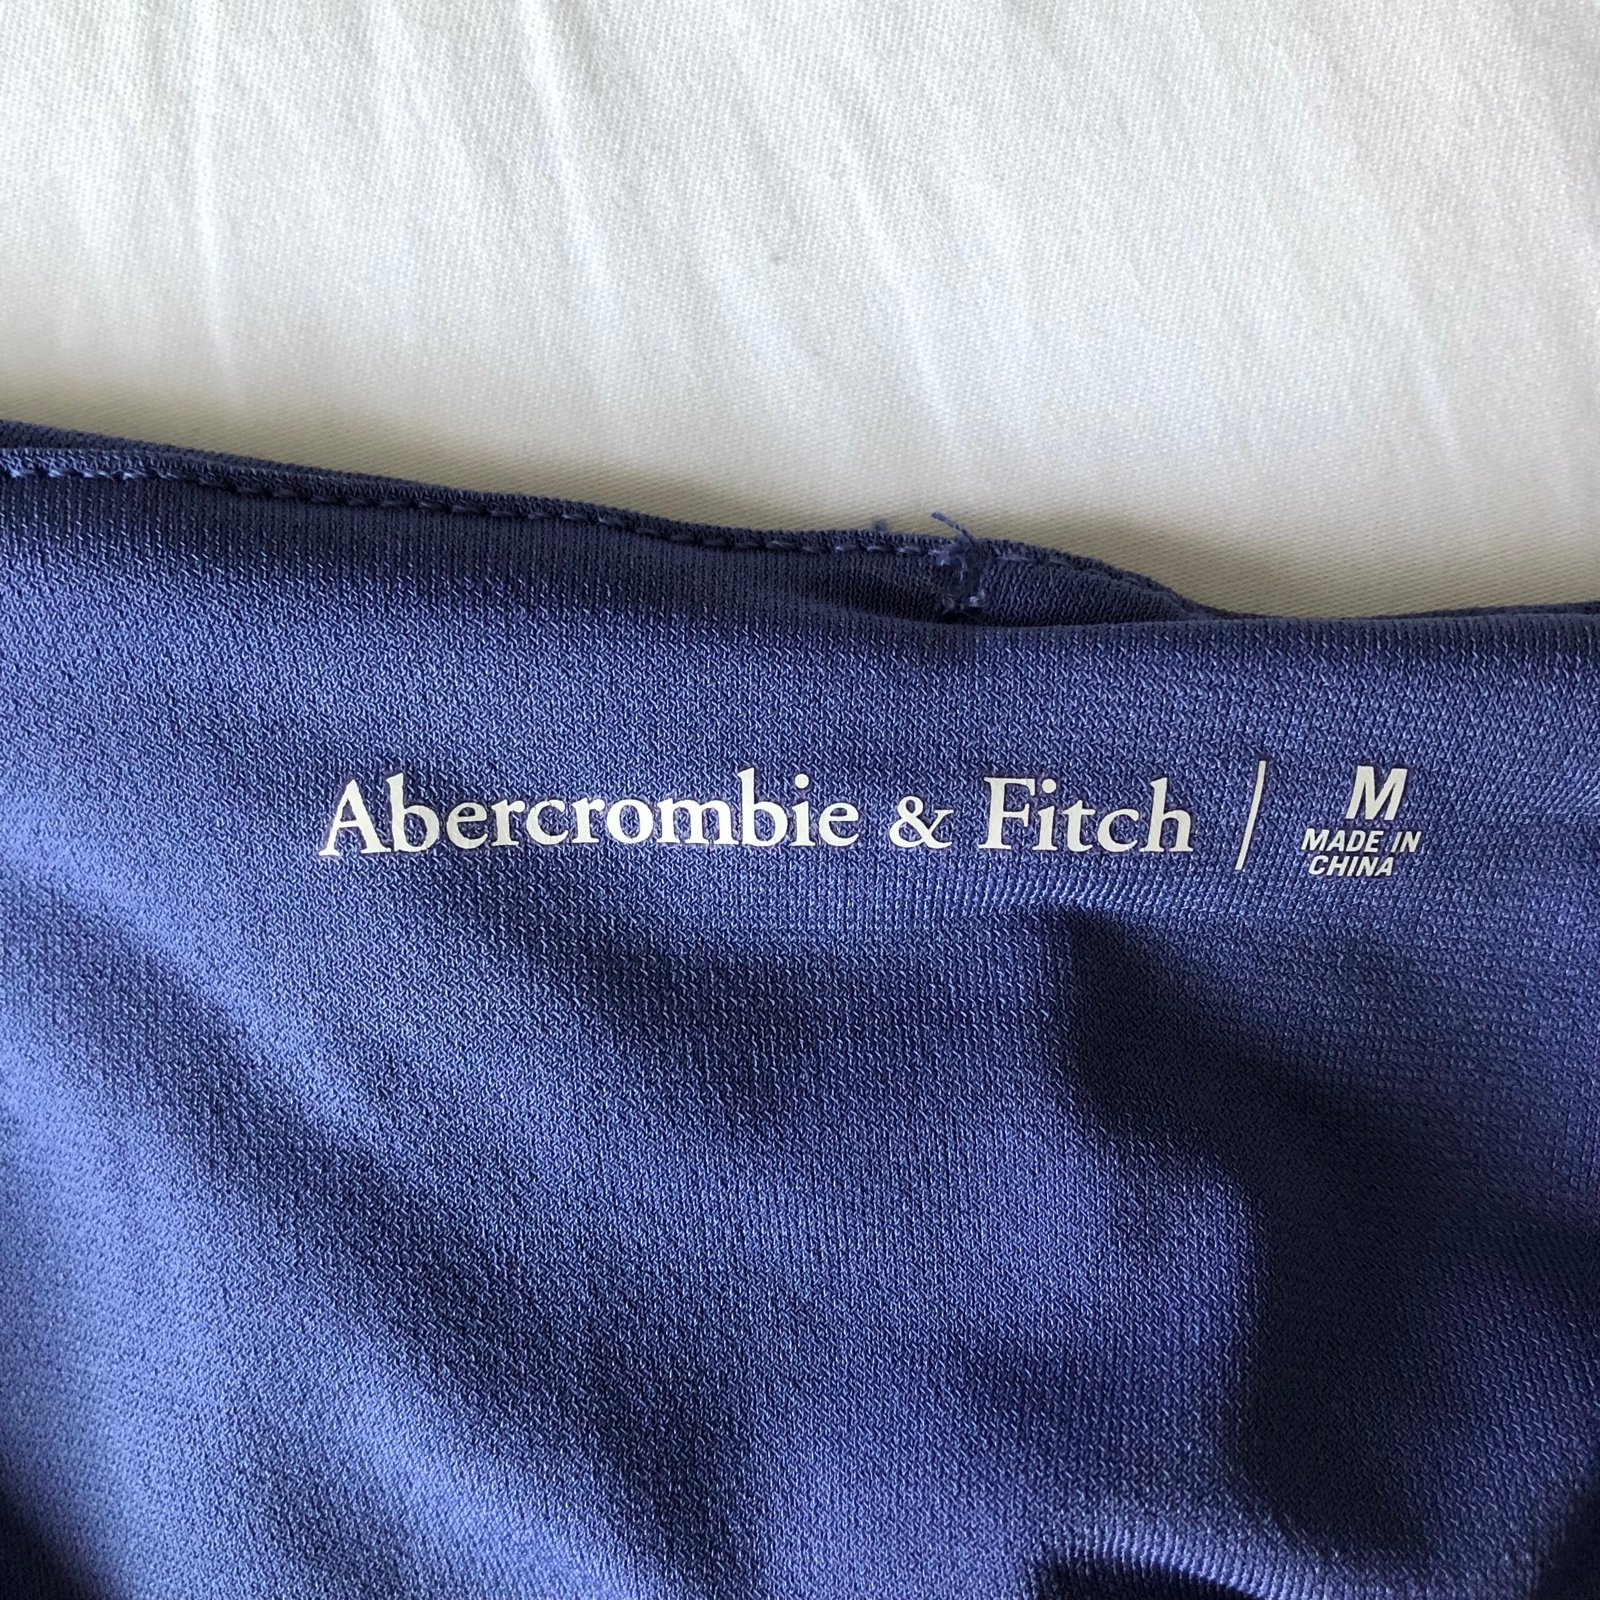 Abercrombie & Fitch | M
MADE IN
CHINA